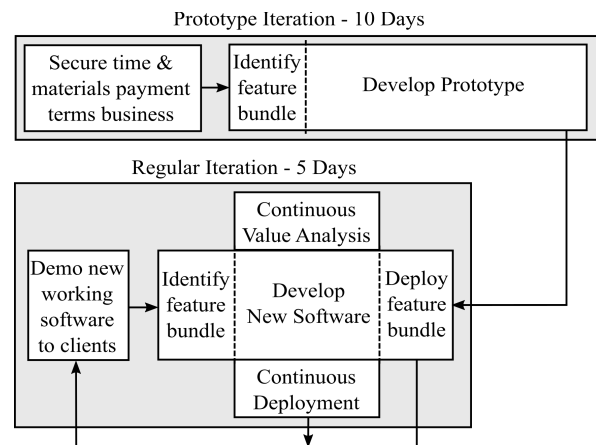 Prototype Iteration - 10 Days
Secure time &
materials payment
terms business
Identify
feature
bundle
Develop Prototype
Regular Iteration - 5 Days
Continuous
Value Analysis
Demo new
working
software
to clients
Identify
feature
bundle
Develop
New Software
Deploy
feature
bundle
Continuous
Deployment